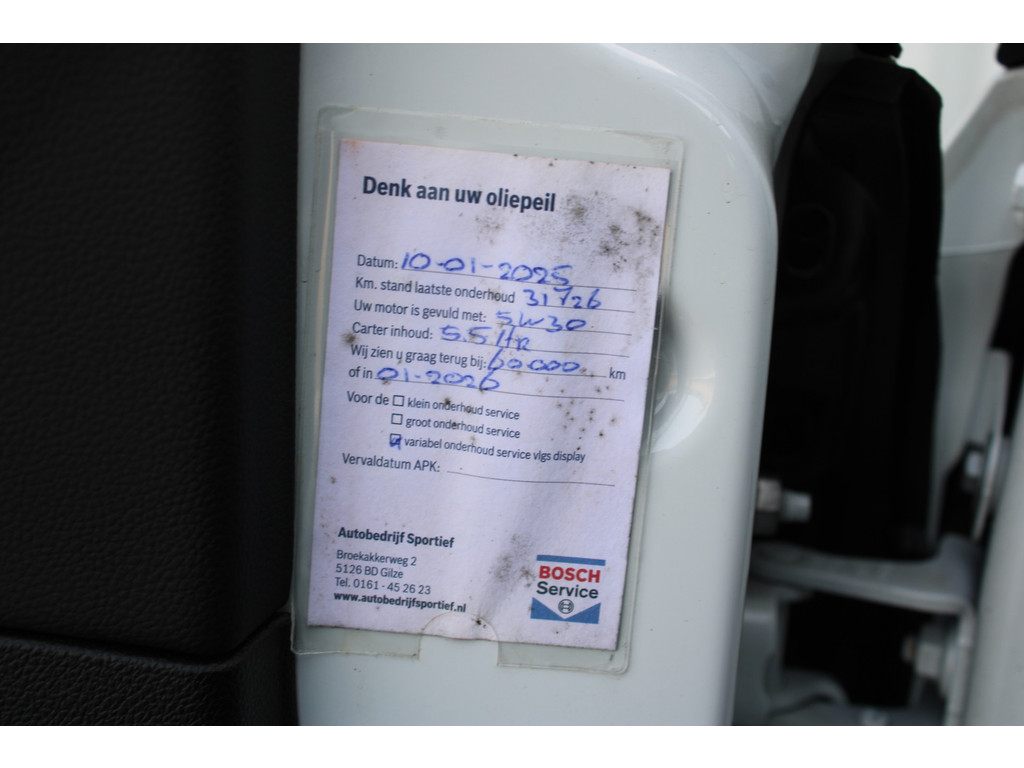 Denk aan uw oliepeil
Datum: 10-01-2025
Km. stand laatste onderhoud 31726
Uw motor is gevuld met: 5W30
Carter inhoud: 5.5 ltR
Wij zien u graag terug bij: 60000 km
of in 01-2026
Voor de ☐ klein onderhoud service
☐ groot onderhoud service
☑ variabel onderhoud service vlgs display
Vervaldatum APK:
Autobedrijf Sportief
Broekakkerweg 2
5126 BD Gilze
Tel. 0161 - 45 26 23
www.autobedrijfsportief.nl
BOSCH
Service